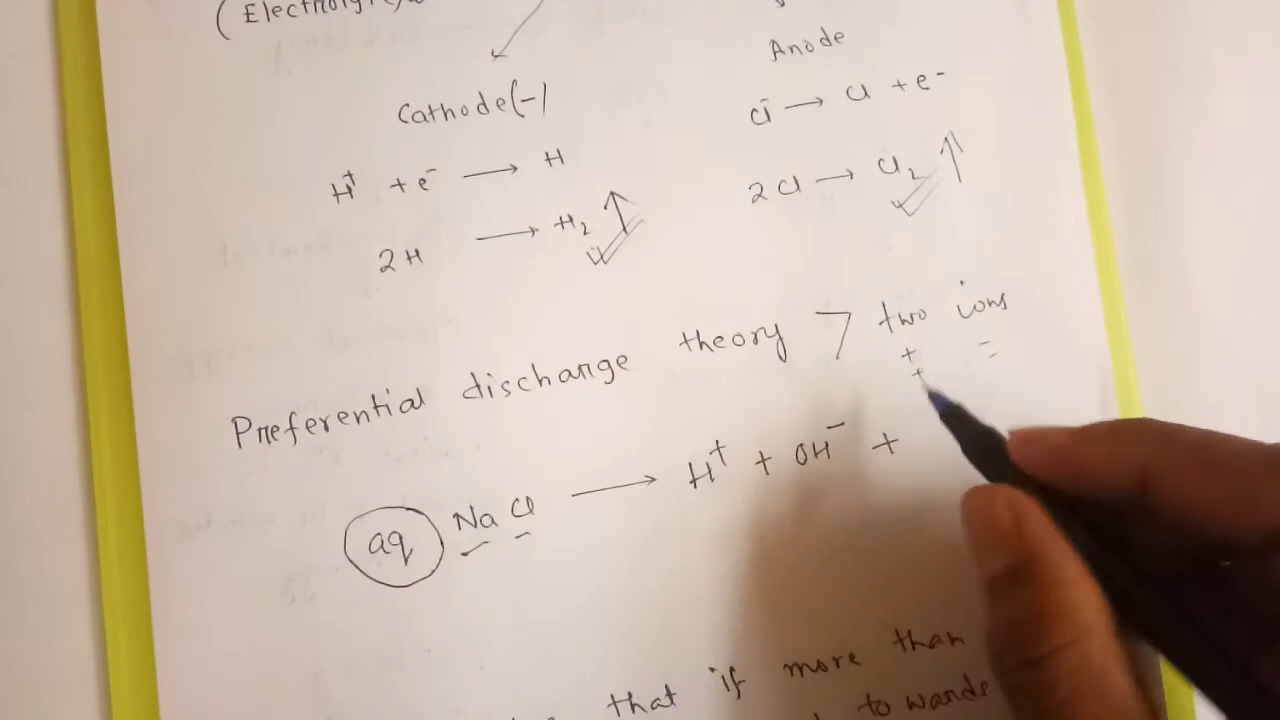 (Electrolytic
Cathode(-)
H⁺ + e⁻ ⟶ H
2H ⟶ H₂ ↑
Anode
Cl⁻ ⟶ Cl + e⁻
2Cl ⟶ Cl₂ ↑
Preferential discharge theory > two ions
+ + =
aq NaCl ⟶ H⁺ + OH⁻ +
that if more than
to